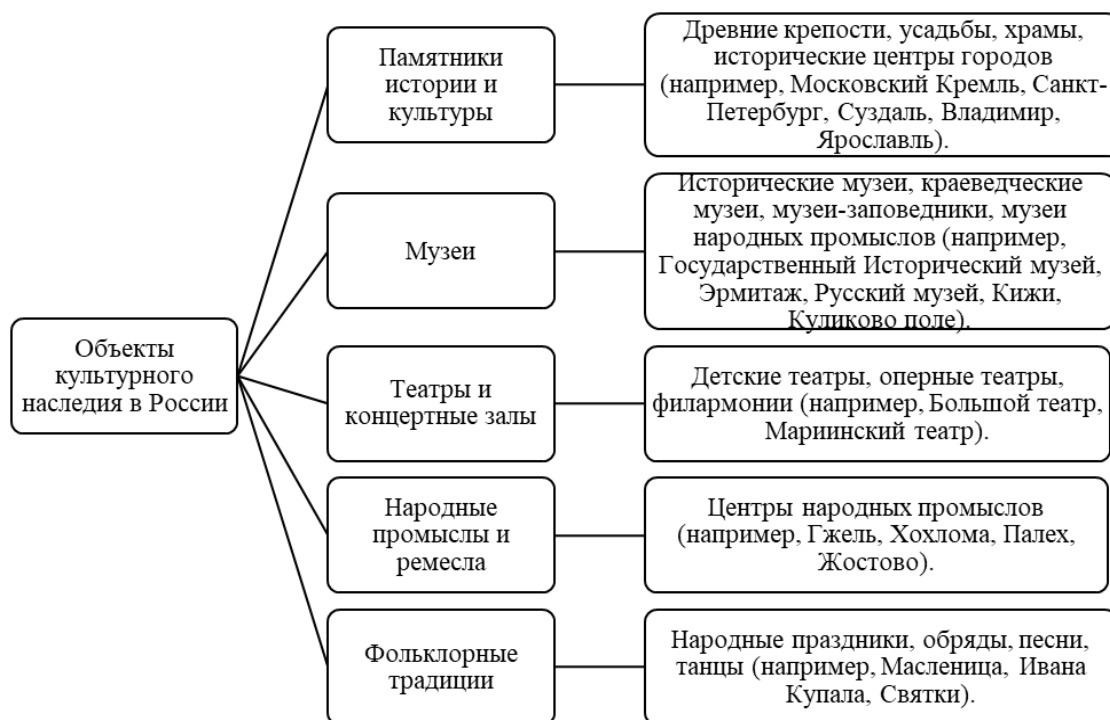 Объекты
культурного
наследия в России
Памятники
истории и
культуры
Древние крепости, усадьбы, храмы,
исторические центры городов
(например, Московский Кремль, Санкт-
Петербург, Суздаль, Владимир,
Ярославль).
Музеи
Исторические музеи, краеведческие
музеи, музеи-заповедники, музеи
народных промыслов (например,
Государственный Исторический музей,
Эрмитаж, Русский музей, Кижи,
Куликово поле).
Театры и
концертные залы
Детские театры, оперные театры,
филармонии (например, Большой театр,
Мариинский театр).
Народные
промыслы и
ремесла
Центры народных промыслов
(например, Гжель, Хохлома, Палех,
Жостово).
Фольклорные
традиции
Народные праздники, обряды, песни,
танцы (например, Масленица, Ивана
Купала, Святки).